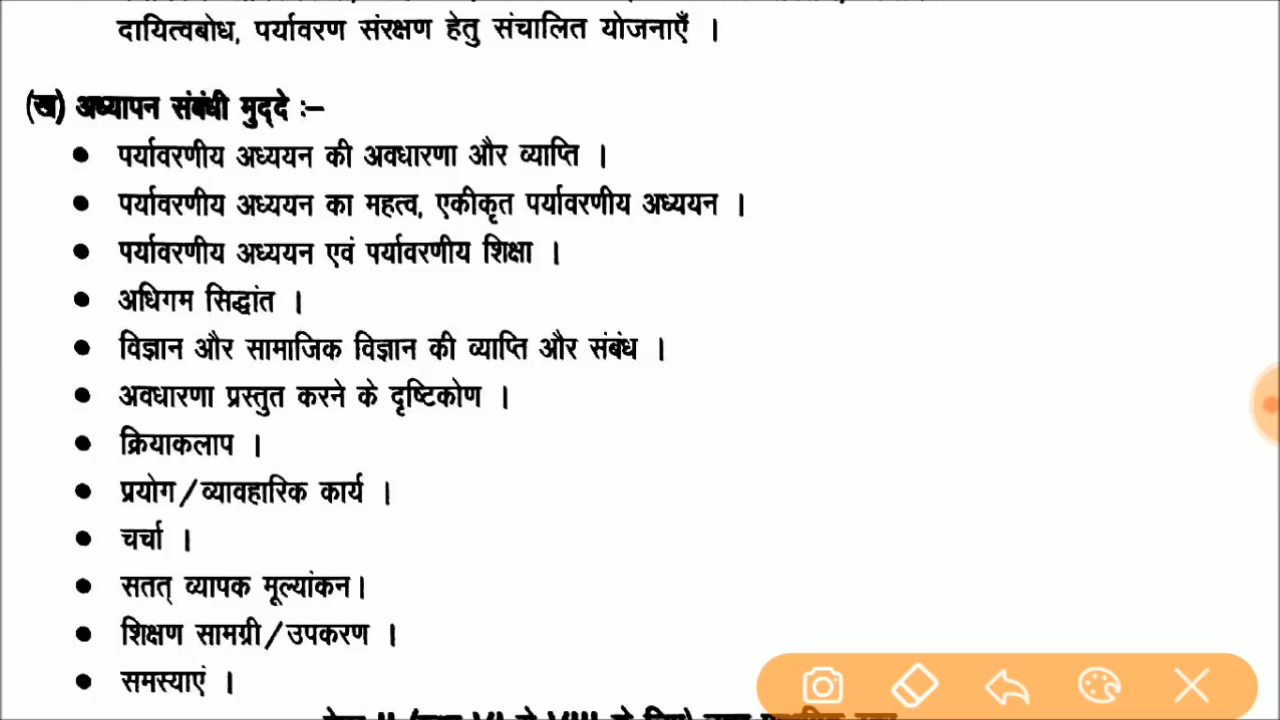 दायित्वबोध, पर्यावरण संरक्षण हेतु संचालित योजनाएँ ।
(ख) अध्यापन संबंधी मुद्दे :–
• पर्यावरणीय अध्ययन की अवधारणा और व्याप्ति ।
• पर्यावरणीय अध्ययन का महत्व, एकीकृत पर्यावरणीय अध्ययन ।
• पर्यावरणीय अध्ययन एवं पर्यावरणीय शिक्षा ।
• अधिगम सिद्धांत ।
• विज्ञान और सामाजिक विज्ञान की व्याप्ति और संबंध ।
• अवधारणा प्रस्तुत करने के दृष्टिकोण ।
• क्रियाकलाप ।
• प्रयोग/व्यावहारिक कार्य ।
• चर्चा ।
• सतत् व्यापक मूल्यांकन।
• शिक्षण सामग्री/उपकरण ।
• समस्याएं ।